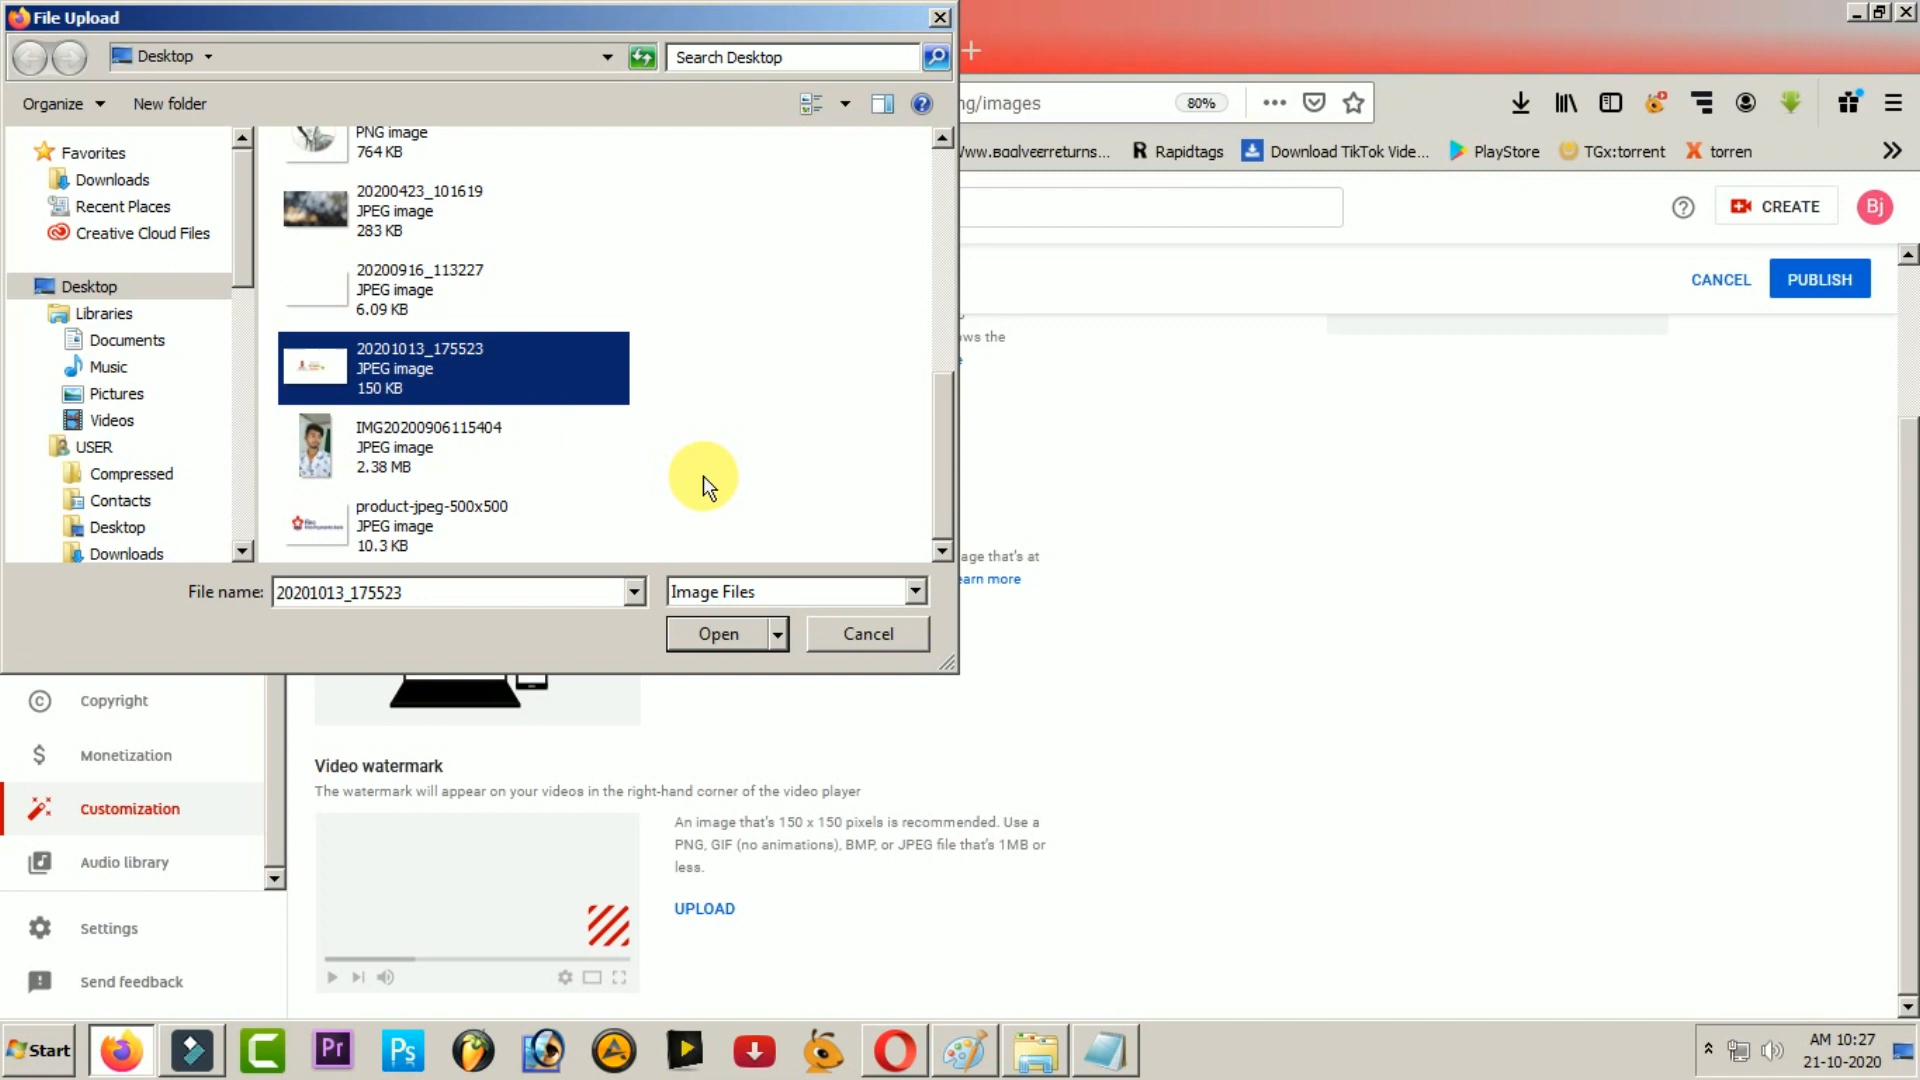 File Upload
Desktop
Search Desktop
Organize
New folder
Favorites
Downloads
Recent Places
Creative Cloud Files
Desktop
Libraries
Documents
Music
Pictures
Videos
USER
Compressed
Contacts
Desktop
Downloads
PNG image
764 KB
20200423_101619
JPEG image
283 KB
20200916_113227
JPEG image
6.09 KB
20201013_175523
JPEG image
150 KB
IMG20200906115404
JPEG image
2.38 MB
product-jpeg-500x500
JPEG image
10.3 KB
File name:
20201013_175523
Image Files
Open
Cancel
ng/images
80%
Rapidtags
Download TikTok Vide...
PlayStore
TGx:torrent
torren
CREATE
Bj
CANCEL
PUBLISH
ows the
age that's at
earn more
Copyright
Monetization
Customization
Audio library
Settings
Send feedback
Video watermark
The watermark will appear on your videos in the right-hand corner of the video player
An image that's 150 x 150 pixels is recommended. Use a
PNG, GIF (no animations), BMP, or JPEG file that's 1MB or
less.
UPLOAD
Start
Pr
Ps
AM 10:27
21-10-2020